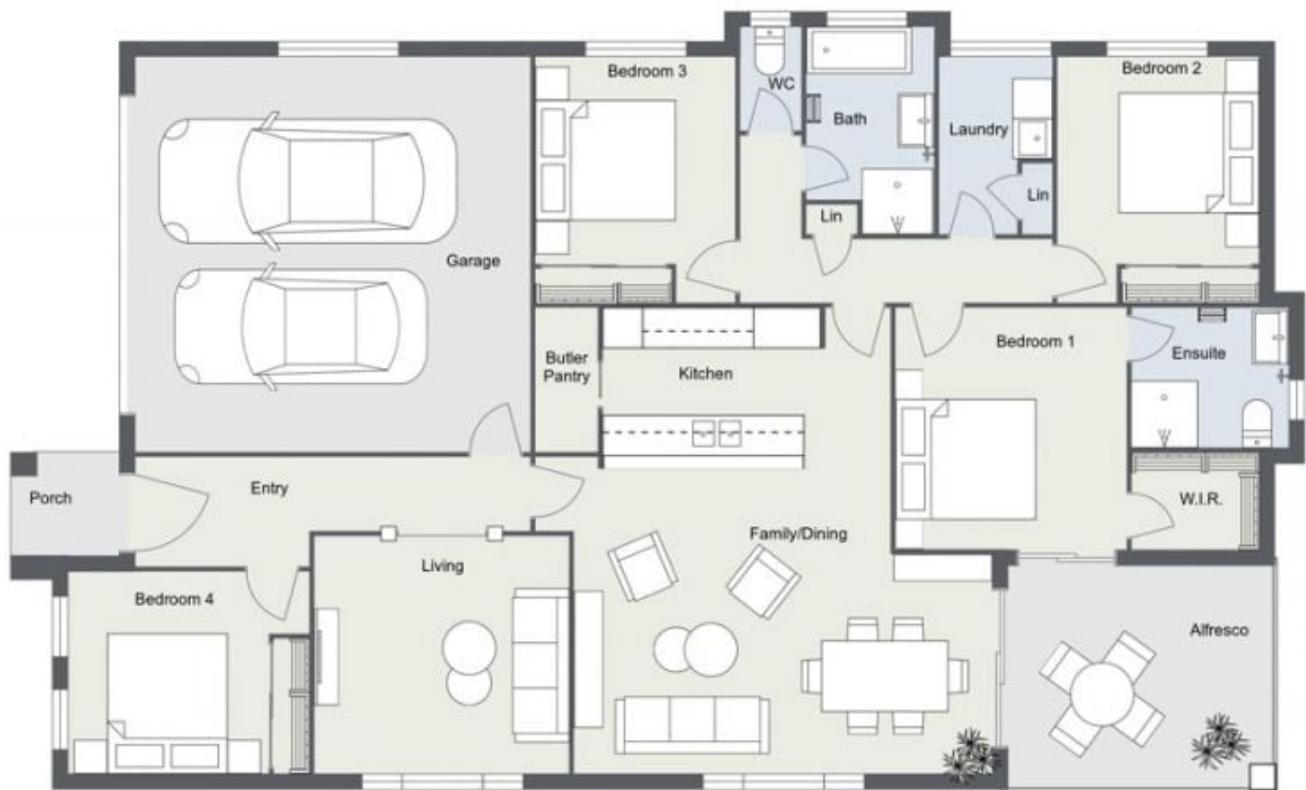 Bedroom 3
WC
Bath
Laundry
Bedroom 2
Lin
Lin
Garage
Butler
Pantry
Kitchen
Bedroom 1
Ensuite
Porch
Entry
W.I.R.
Family/Dining
Living
Bedroom 4
Alfresco